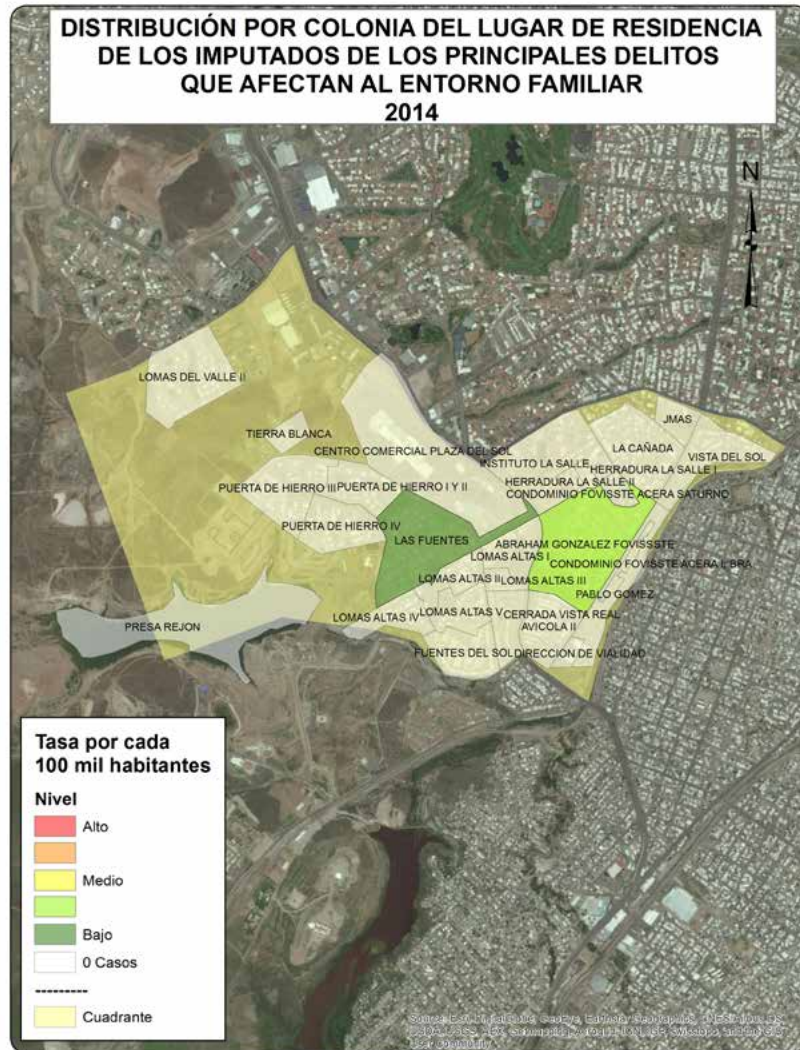 DISTRIBUCIÓN POR COLONIA DEL LUGAR DE RESIDENCIA
DE LOS IMPUTADOS DE LOS PRINCIPALES DELITOS
QUE AFECTAN AL ENTORNO FAMILIAR
2014
N
LOMAS DEL VALLE II
JMAS
TIERRA BLANCA
LA CAÑADA
CENTRO COMERCIAL PLAZA DEL SOL
VISTA DEL SOL
INSTITUTO LA SALLE
HERRADURA LA SALLE I
HERRADURA LA SALLE II
PUERTA DE HIERRO III
PUERTA DE HIERRO I Y II
CONDOMINIO FOVISSTE ACERA SATURNO
PUERTA DE HIERRO IV
LAS FUENTES
ABRAHAM GONZALEZ FOVISSSTE
LOMAS ALTAS I
CONDOMINIO FOVISSTE ACERA L'BRA
LOMAS ALTAS II
LOMAS ALTAS III
PABLO GOMEZ
LOMAS ALTAS IV
LOMAS ALTAS V
CERRADA VISTA REAL
PRESA REJON
AVICOLA II
FUENTES DEL SOL
DIRECCION DE VIALIDAD
Tasa por cada
100 mil habitantes
Nivel
Alto
Medio
Bajo
0 Casos
---------
Cuadrante